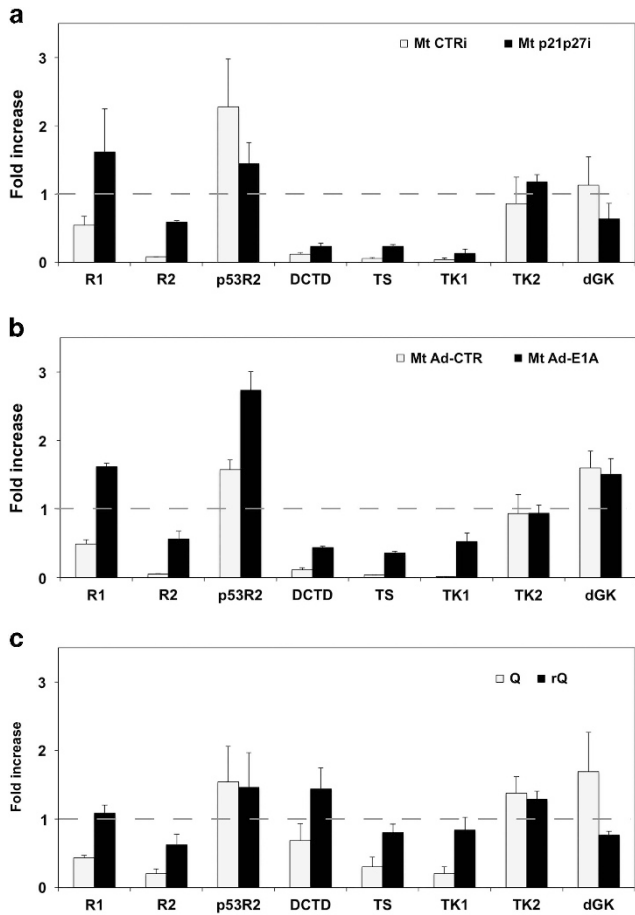 a
Mt CTRi Mt p21p27i
Fold increase
3
2
1
0
R1 R2 p53R2 DCTD TS TK1 TK2 dGK
b
Mt Ad-CTR Mt Ad-E1A
Fold increase
3
2
1
0
R1 R2 p53R2 DCTD TS TK1 TK2 dGK
c
Q rQ
Fold increase
3
2
1
0
R1 R2 p53R2 DCTD TS TK1 TK2 dGK